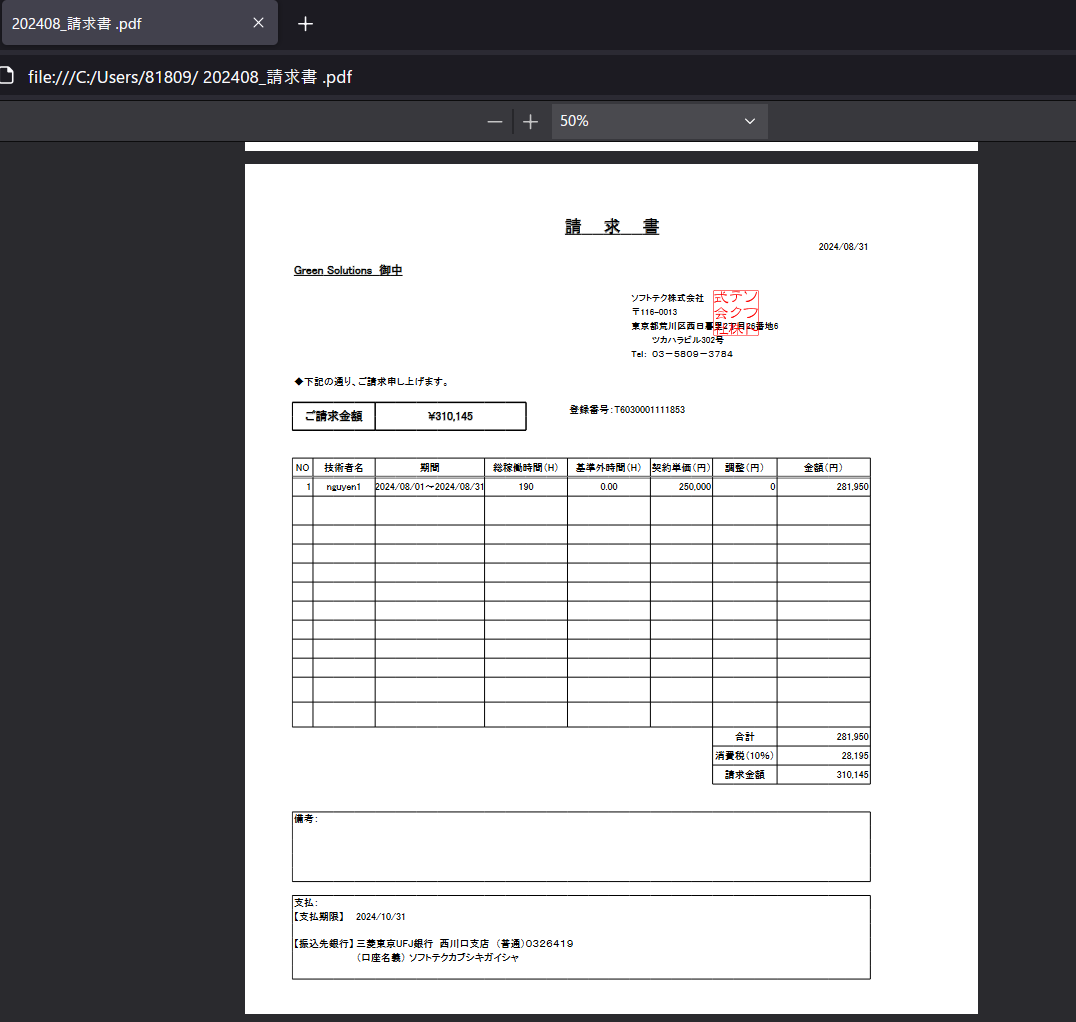 202408_請求書 .pdf
file:///C:/Users/81809/ 202408_請求書 .pdf
50%
請 求 書
2024/08/31
Green Solutions 御中
ソフトテク株式会社
〒116-0013
東京都荒川区西日暮里2丁目26番地6
ツカハラビル302号
Tel: 03-5809-3784
◆下記の通り、ご請求申し上げます。
ご請求金額 ¥310,145
登録番号:T6030001111853
NO 技術者名 期間 総稼働時間(H) 基準外時間(H) 契約単価(円) 調整(円) 金額(円)
1 nguyen1 2024/08/01～2024/08/31 190 0.00 250,000 0 281,950
合計 281,950
消費税(10%) 28,195
請求金額 310,145
備考:
支払:
【支払期限】 2024/10/31
【振込先銀行】三菱東京UFJ銀行 西川口支店 (普通)0326419
(口座名義) ソフトテクカブシキガイシャ